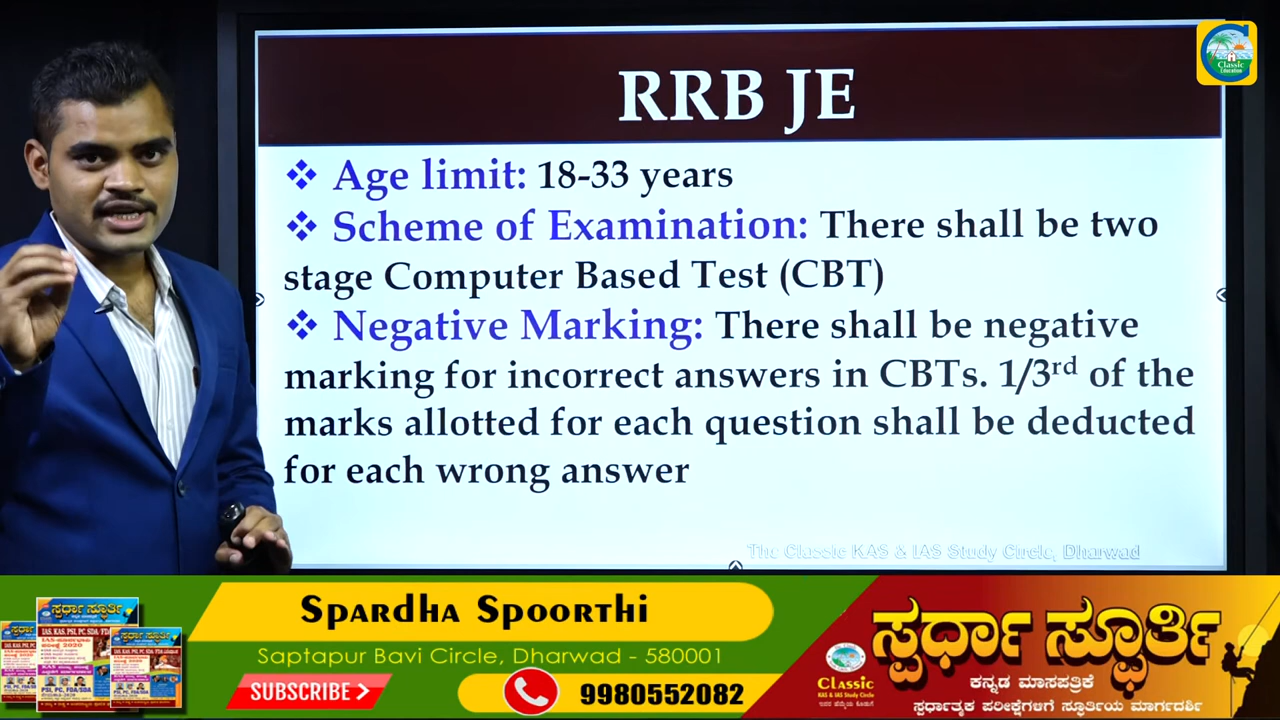 Classic
Education
RRB JE
❖ Age limit: 18-33 years
❖ Scheme of Examination: There shall be two
stage Computer Based Test (CBT)
❖ Negative Marking: There shall be negative
marking for incorrect answers in CBTs. 1/3rd of the
marks allotted for each question shall be deducted
for each wrong answer
The Classic KAS & IAS Study Circle, Dharwad
ಸ್ಪರ್ಧಾ ಸ್ಫೂರ್ತಿ
Spardha Spoorthi
Saptapur Bavi Circle, Dharwad - 580001
SUBSCRIBE
9980552082
Classic
KAS & IAS Study Circle
ಸ್ಪರ್ಧಾ ಸ್ಫೂರ್ತಿ
ಕನ್ನಡ ಮಾಸಪತ್ರಿಕೆ
ಸ್ಪರ್ಧಾತ್ಮಕ ಪರೀಕ್ಷೆಗಳಿಗೆ ಸ್ಫೂರ್ತಿಯ ಮಾರ್ಗದರ್ಶಿ